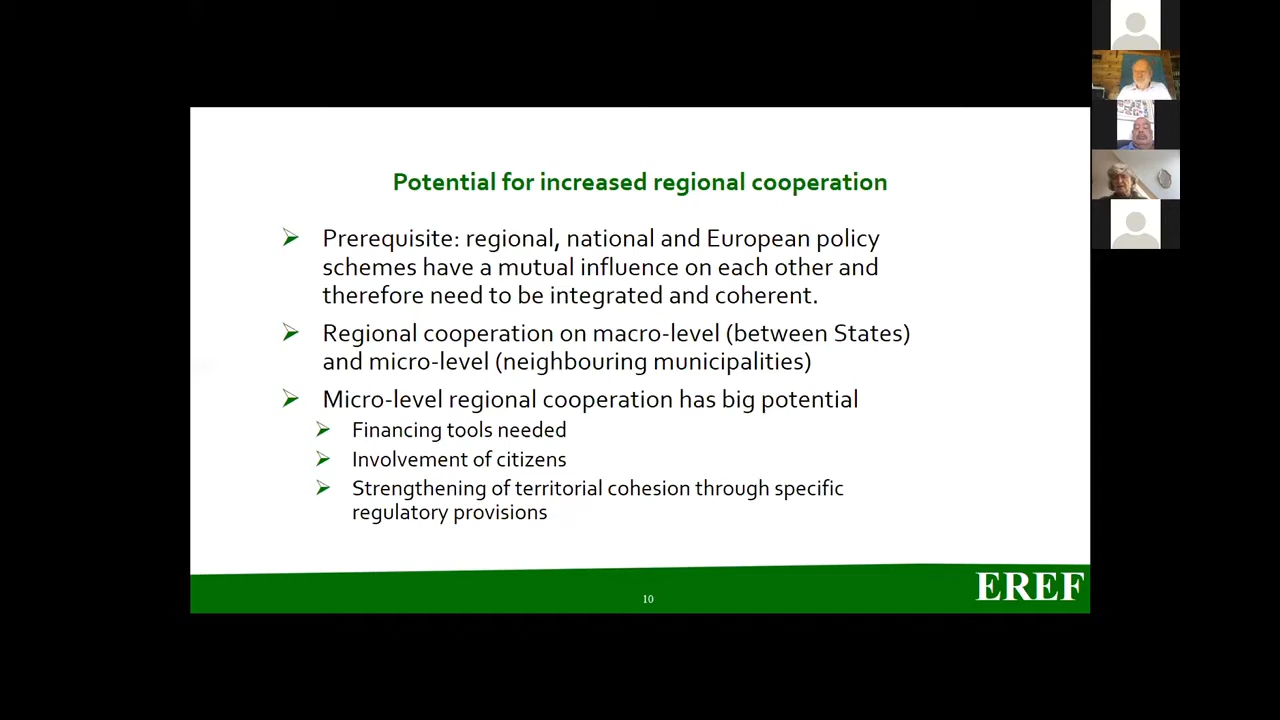 Potential for increased regional cooperation
Prerequisite: regional, national and European policy
schemes have a mutual influence on each other and
therefore need to be integrated and coherent.
Regional cooperation on macro-level (between States)
and micro-level (neighbouring municipalities)
Micro-level regional cooperation has big potential
Financing tools needed
Involvement of citizens
Strengthening of territorial cohesion through specific
regulatory provisions
10
EREF